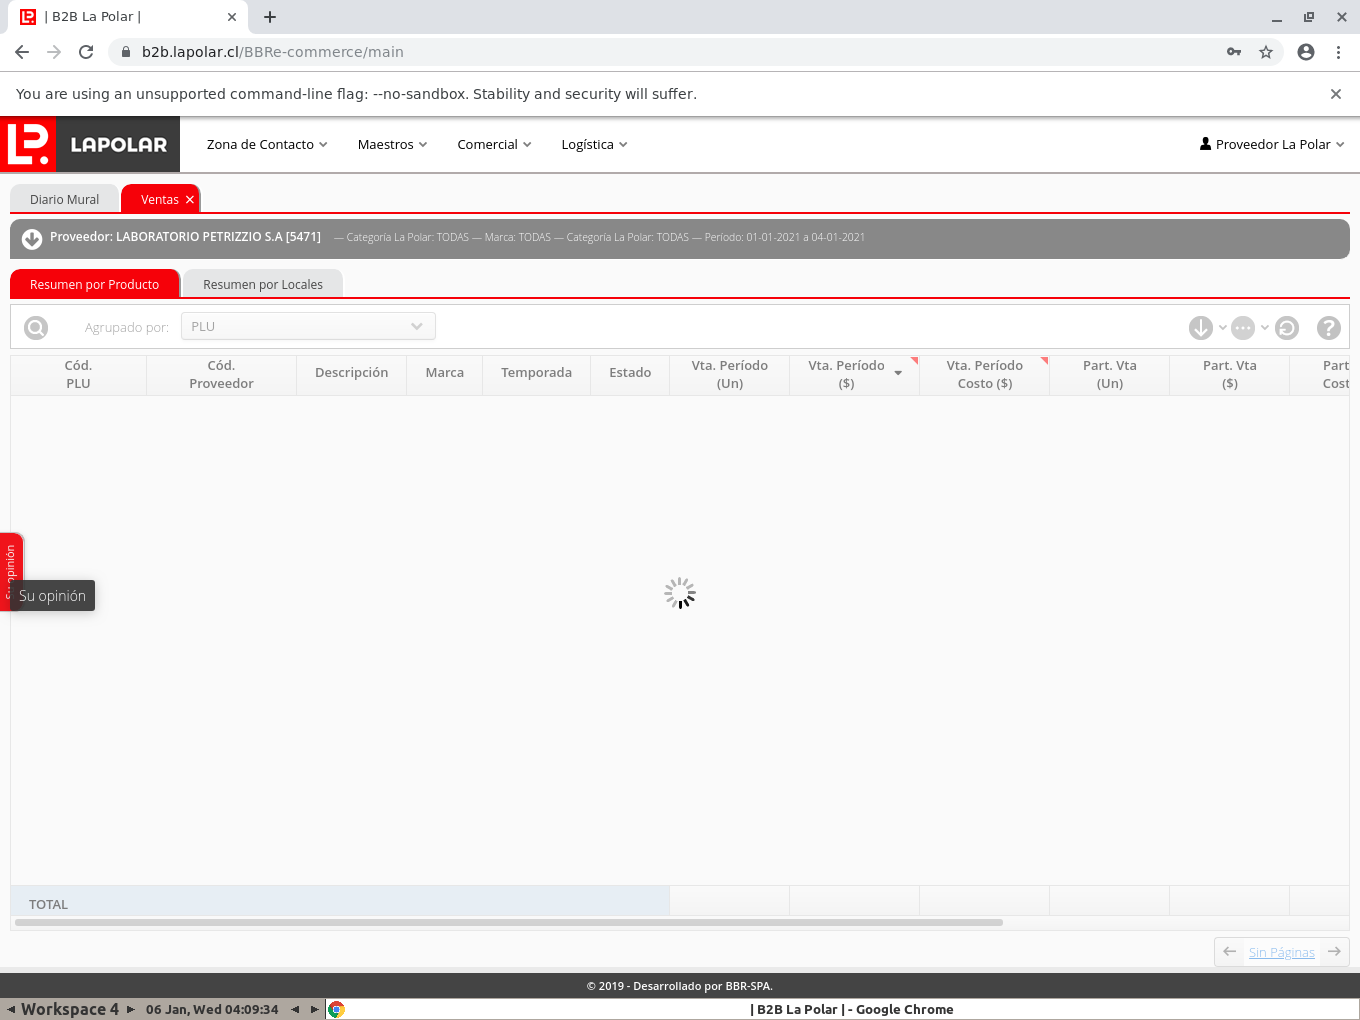 | B2B La Polar |
b2b.lapolar.cl/BBRe-commerce/main
You are using an unsupported command-line flag: --no-sandbox. Stability and security will suffer.
LAPOLAR
Zona de Contacto
Maestros
Comercial
Logística
Proveedor La Polar
Diario Mural
Ventas
Proveedor: LABORATORIO PETRIZZIO S.A [5471] — Categoría La Polar: TODAS — Marca: TODAS — Categoría La Polar: TODAS — Período: 01-01-2021 a 04-01-2021
Resumen por Producto
Resumen por Locales
Agrupado por: PLU
Cód. PLU
Cód. Proveedor
Descripción
Marca
Temporada
Estado
Vta. Período (Un)
Vta. Período ($)
Vta. Período Costo ($)
Part. Vta (Un)
Part. Vta ($)
Part
Cost
Su opinión
Su opinión
TOTAL
Sin Páginas
© 2019 - Desarrollado por BBR-SPA.
Workspace 4
06 Jan, Wed 04:09:34
| B2B La Polar | - Google Chrome